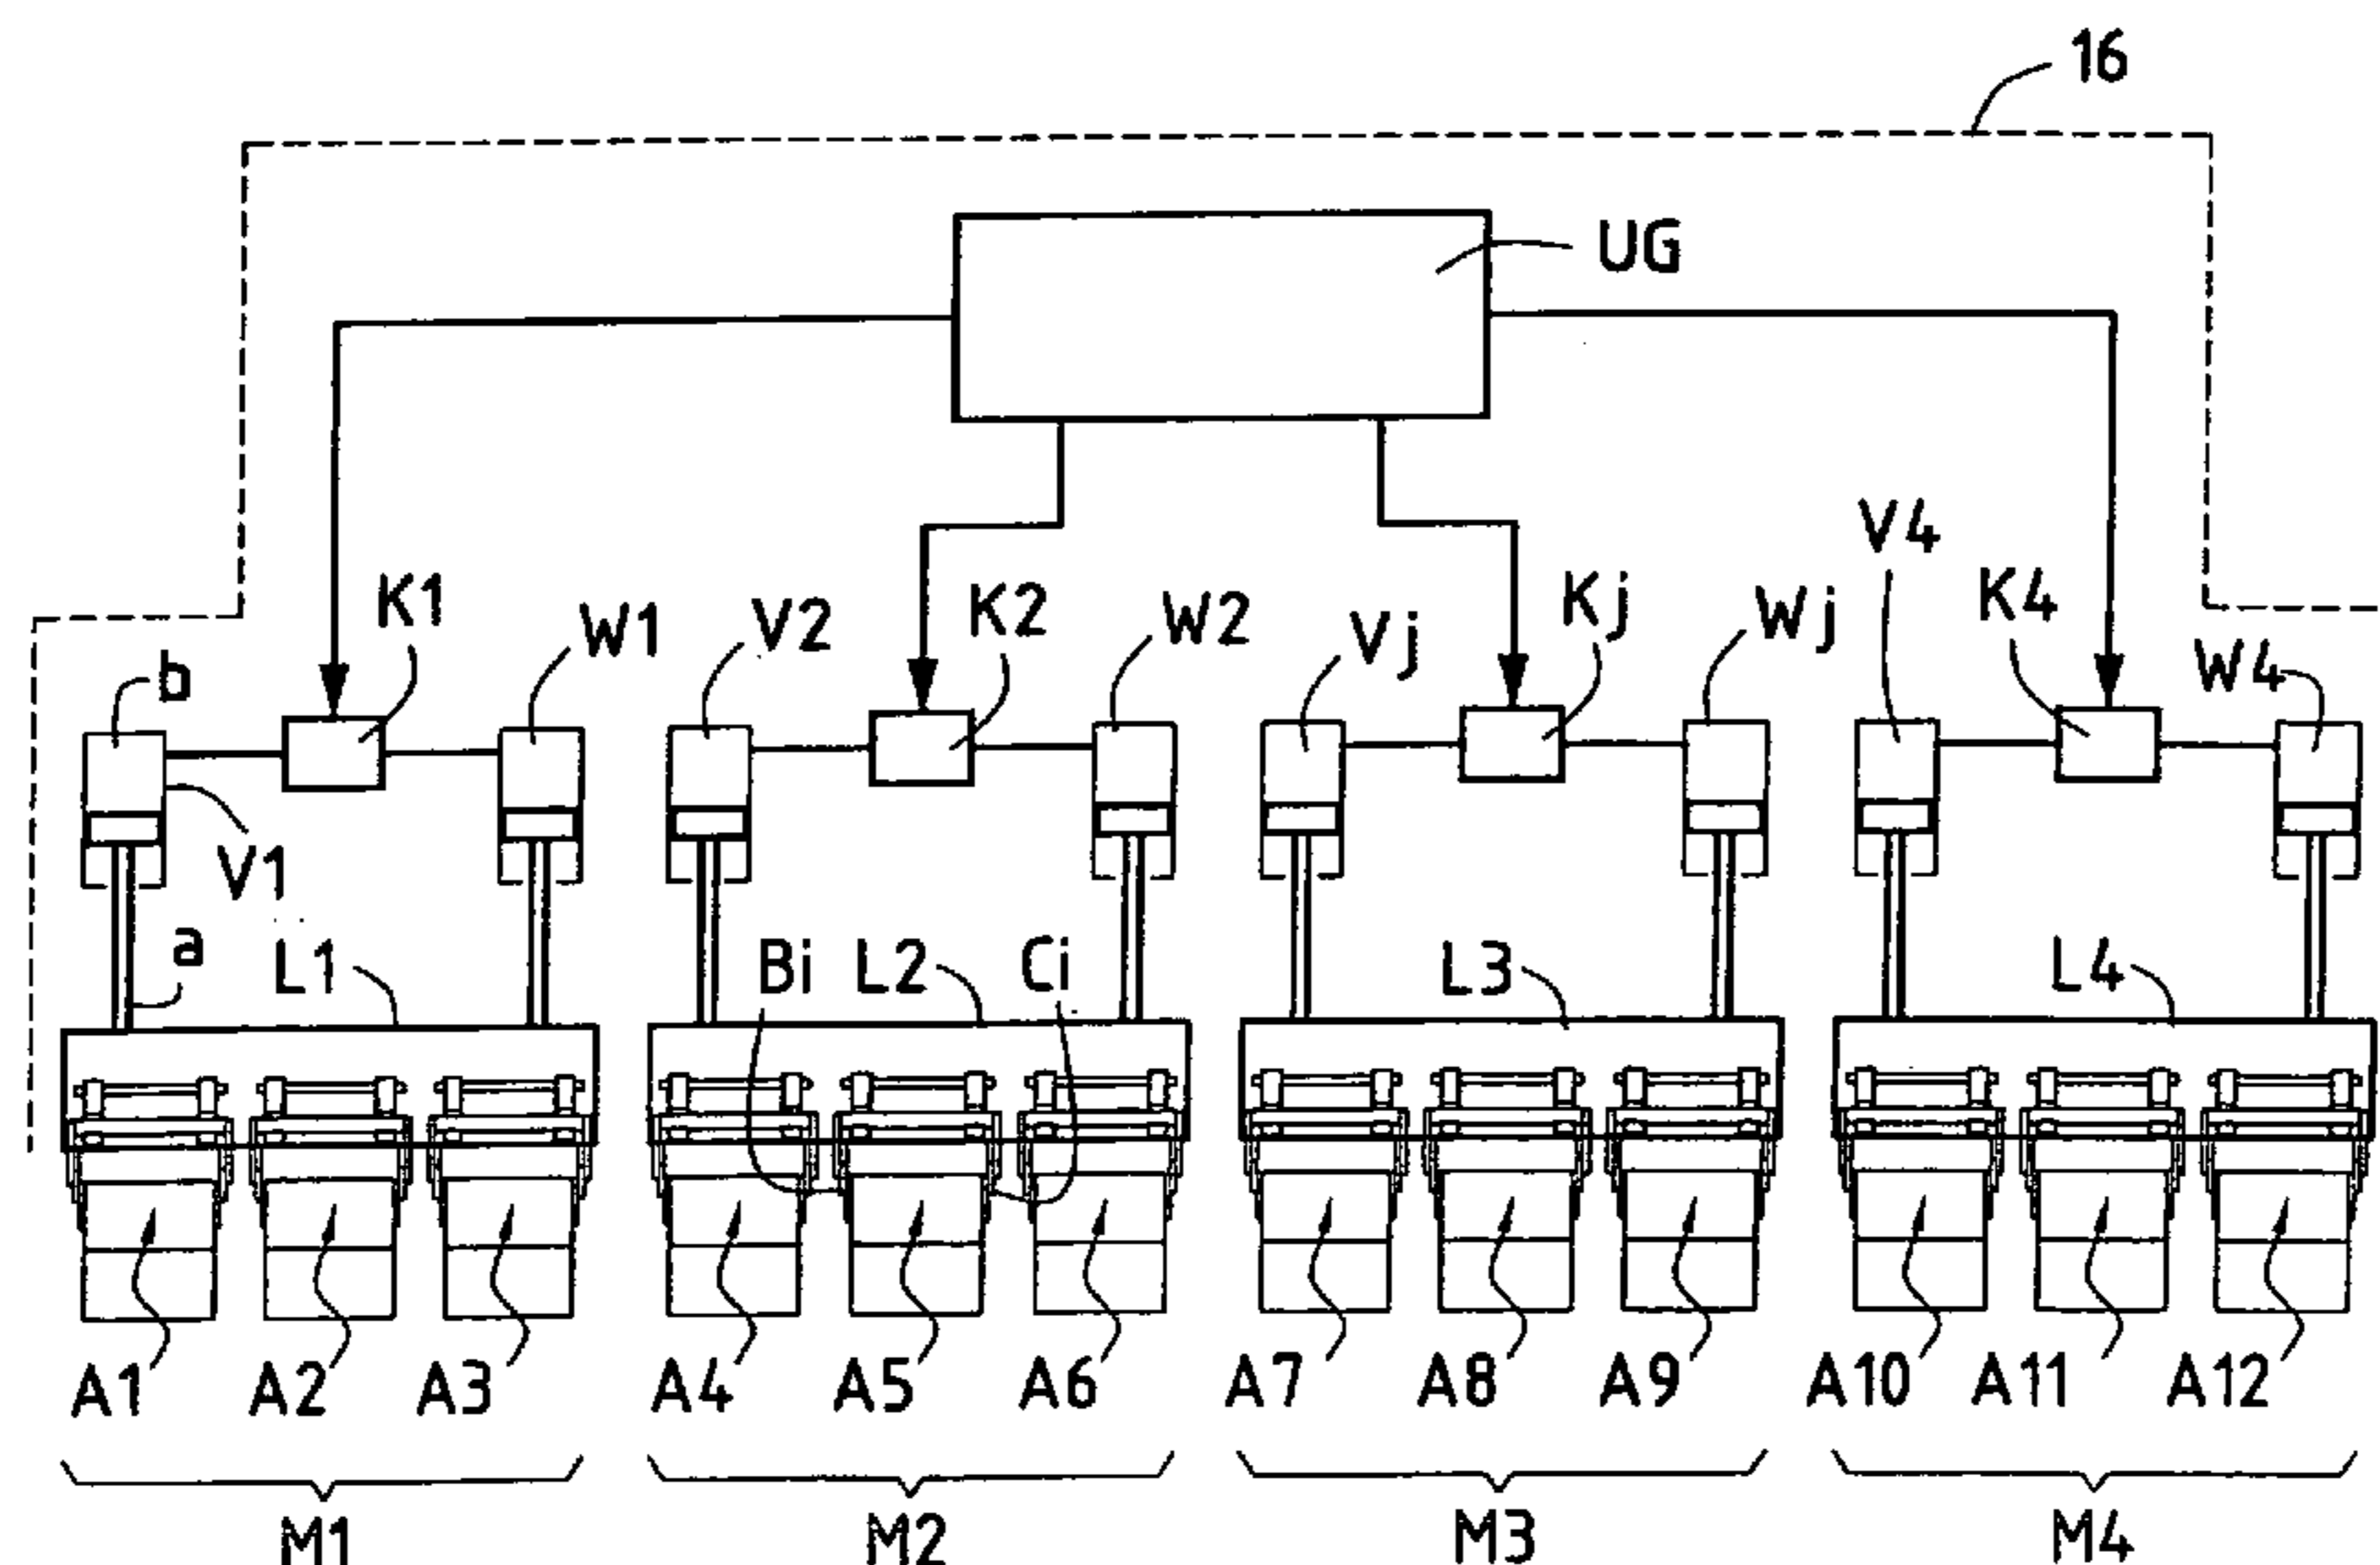 16
UG
V4
K1 K2 Kj K4
W1 V2 W2 Vj Wj W4
b
V1
a L1 Bi L2 Ci L3 L4
A1 A2 A3 A4 A5 A6 A7 A8 A9 A10 A11 A12
M1 M2 M3 M4